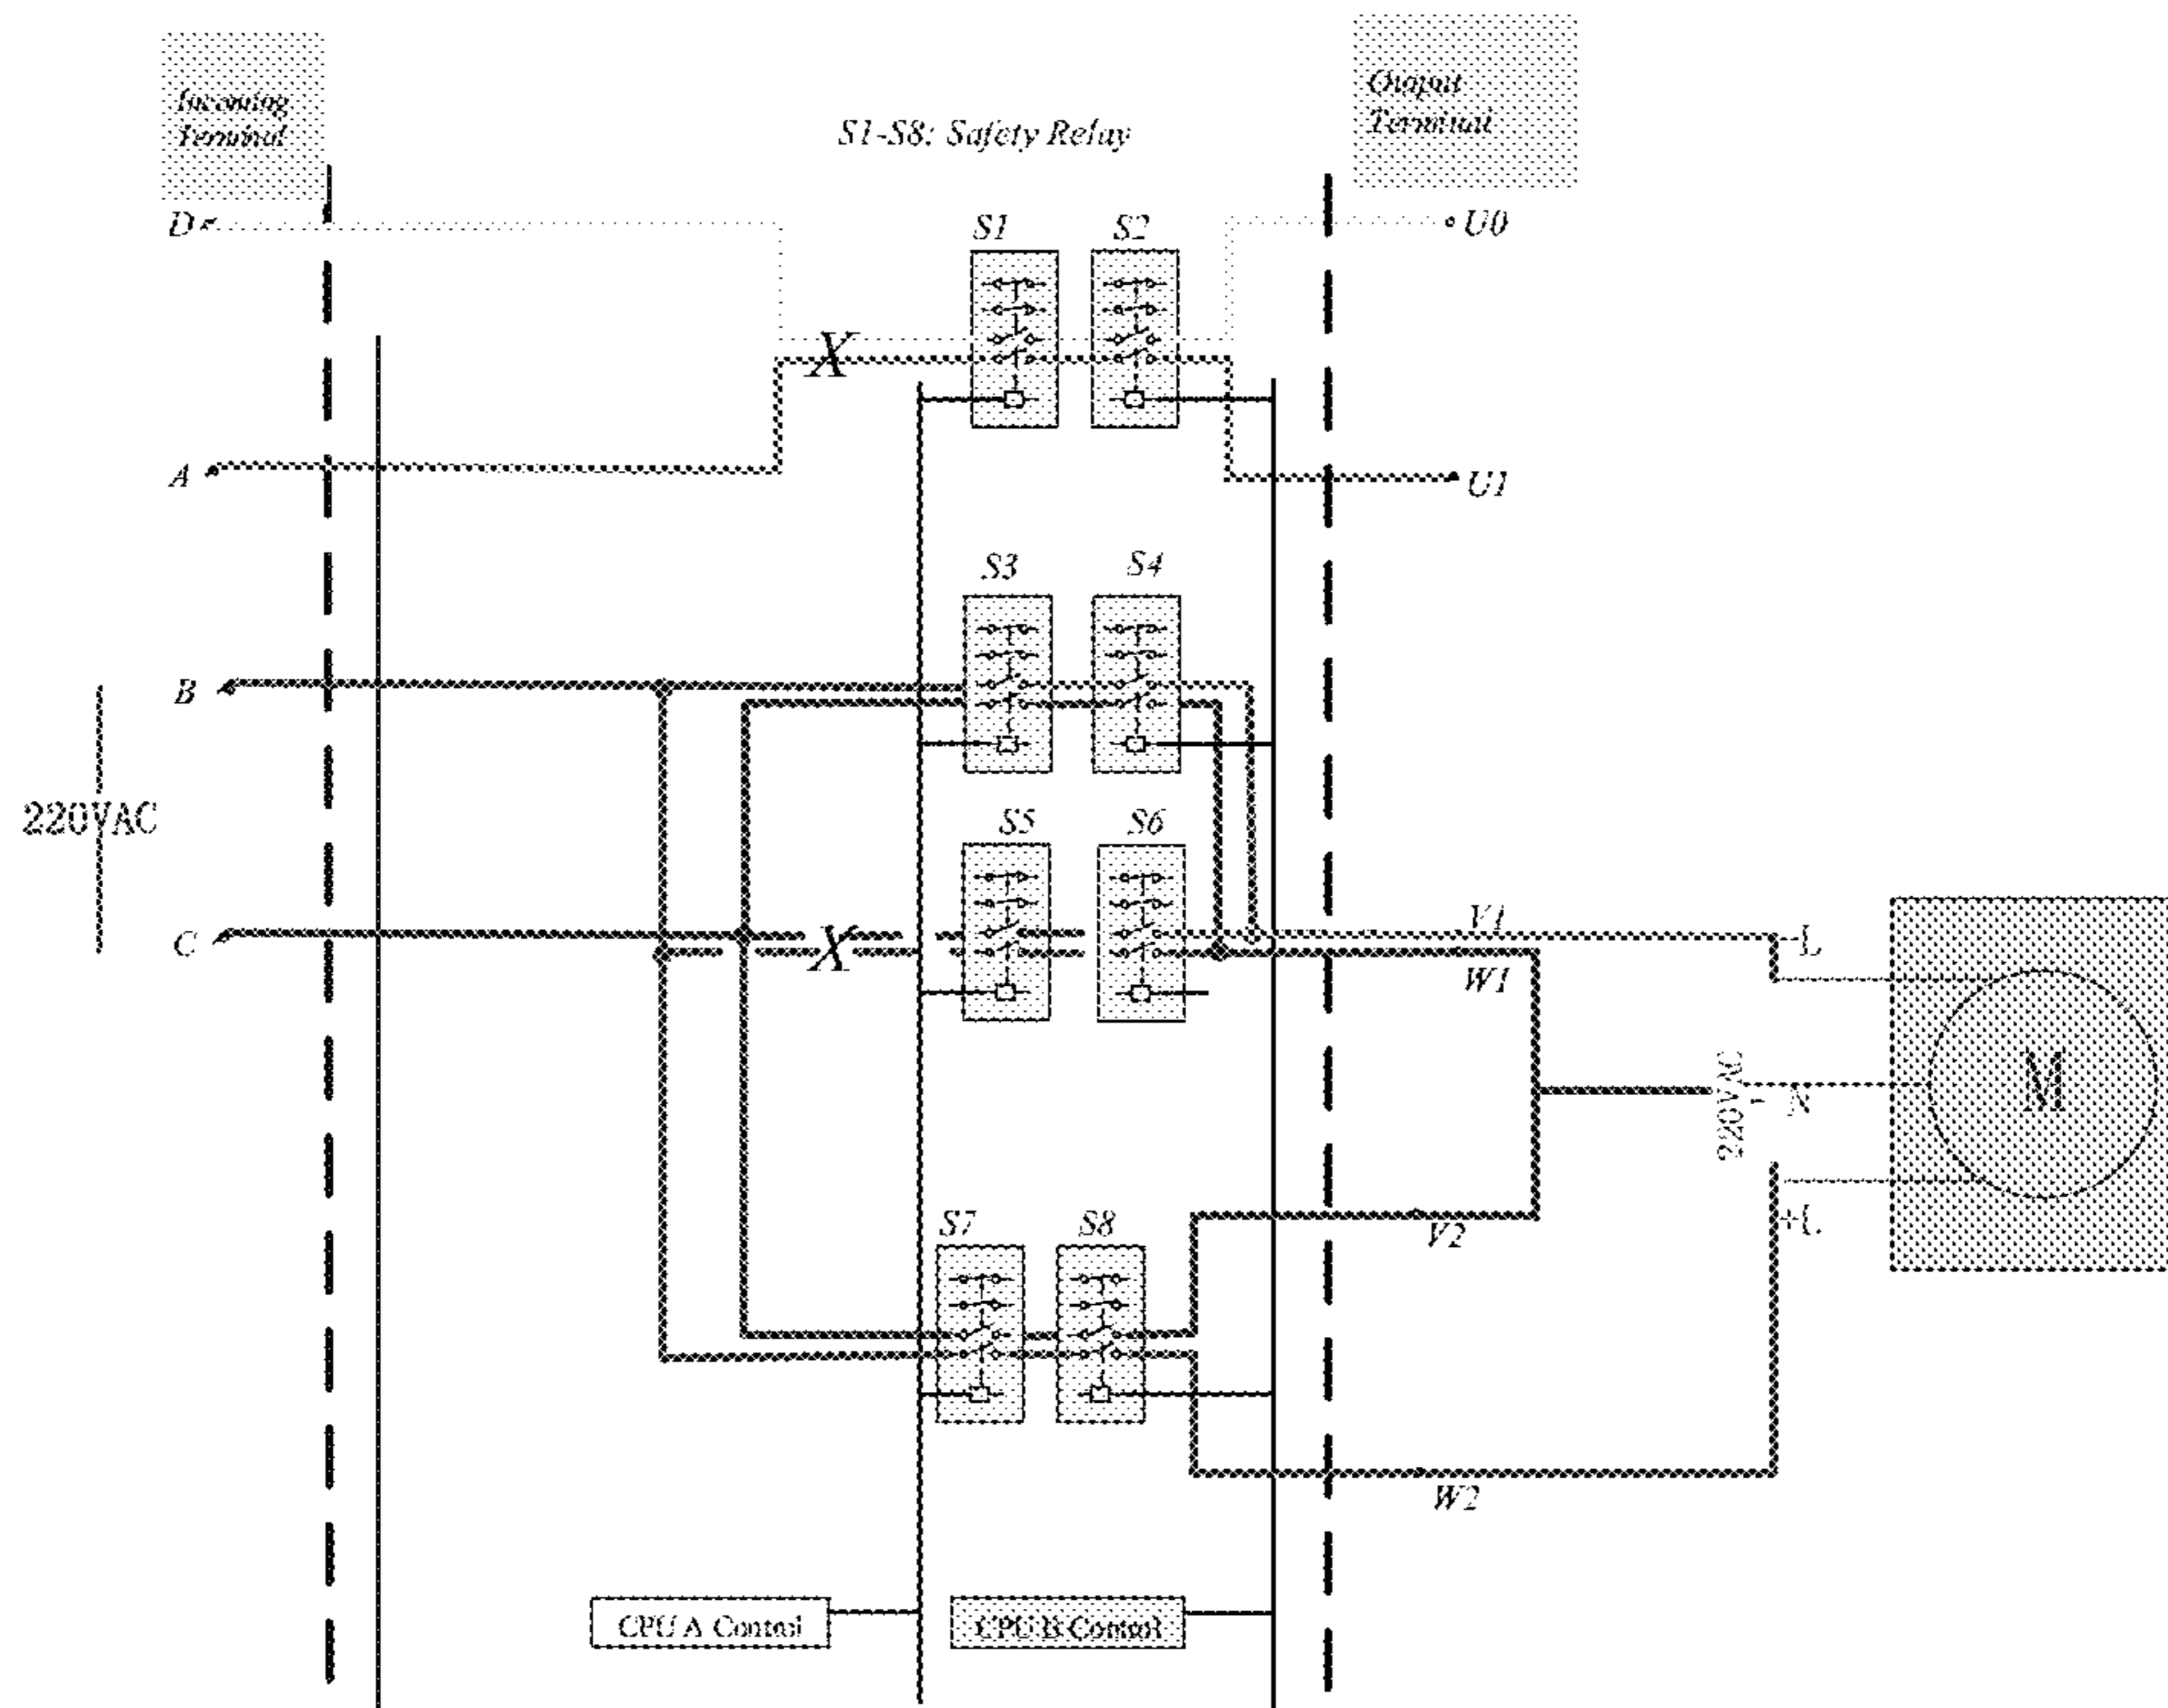 Incoming
Terminal
Output
Terminal
S1-S8: Safety Relay
D
S1
S2
U0
X
A
U1
S3
S4
B
220VAC
S5
S6
C
X
V1
-L
W1
M
220VAC
N
S7
S8
V2
+L
W2
CPU A Control
CPU B Control